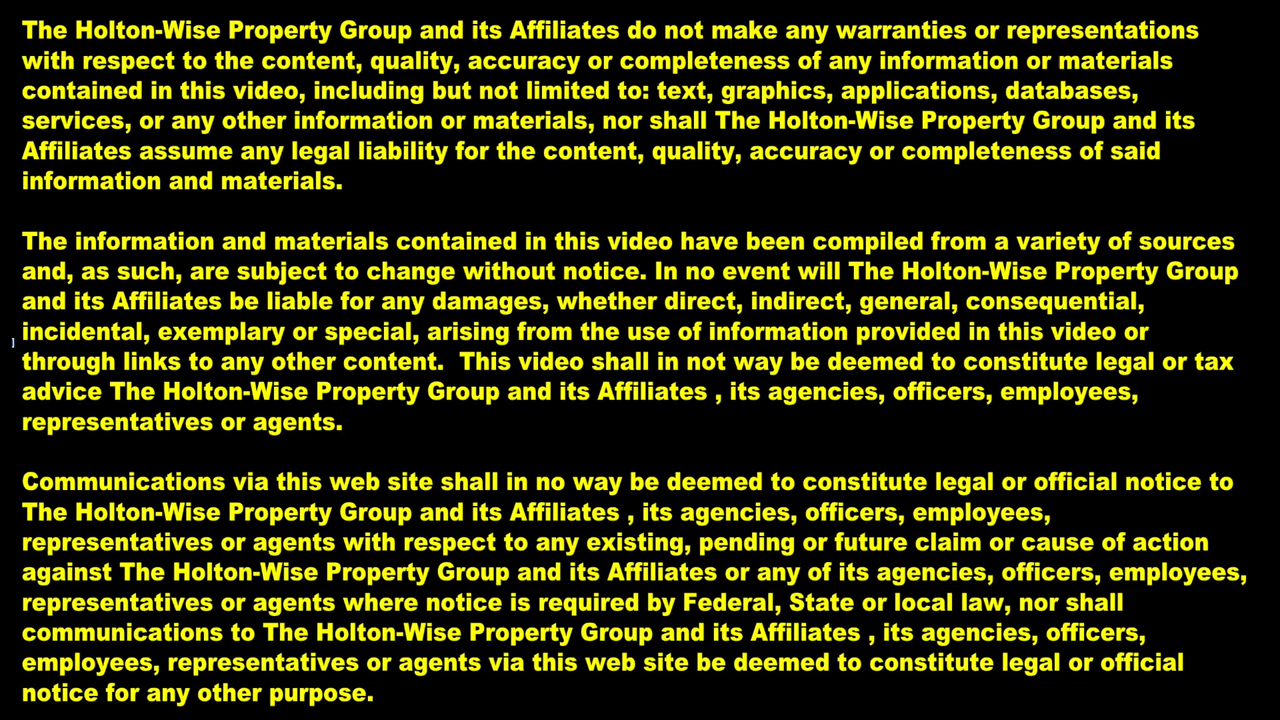 The Holton-Wise Property Group and its Affiliates do not make any warranties or representations
with respect to the content, quality, accuracy or completeness of any information or materials
contained in this video, including but not limited to: text, graphics, applications, databases,
services, or any other information or materials, nor shall The Holton-Wise Property Group and its
Affiliates assume any legal liability for the content, quality, accuracy or completeness of said
information and materials.
The information and materials contained in this video have been compiled from a variety of sources
and, as such, are subject to change without notice. In no event will The Holton-Wise Property Group
and its Affiliates be liable for any damages, whether direct, indirect, general, consequential,
incidental, exemplary or special, arising from the use of information provided in this video or
through links to any other content.  This video shall in not way be deemed to constitute legal or tax
advice The Holton-Wise Property Group and its Affiliates , its agencies, officers, employees,
representatives or agents.
Communications via this web site shall in no way be deemed to constitute legal or official notice to
The Holton-Wise Property Group and its Affiliates , its agencies, officers, employees,
representatives or agents with respect to any existing, pending or future claim or cause of action
against The Holton-Wise Property Group and its Affiliates or any of its agencies, officers, employees,
representatives or agents where notice is required by Federal, State or local law, nor shall
communications to The Holton-Wise Property Group and its Affiliates , its agencies, officers,
employees, representatives or agents via this web site be deemed to constitute legal or official
notice for any other purpose.